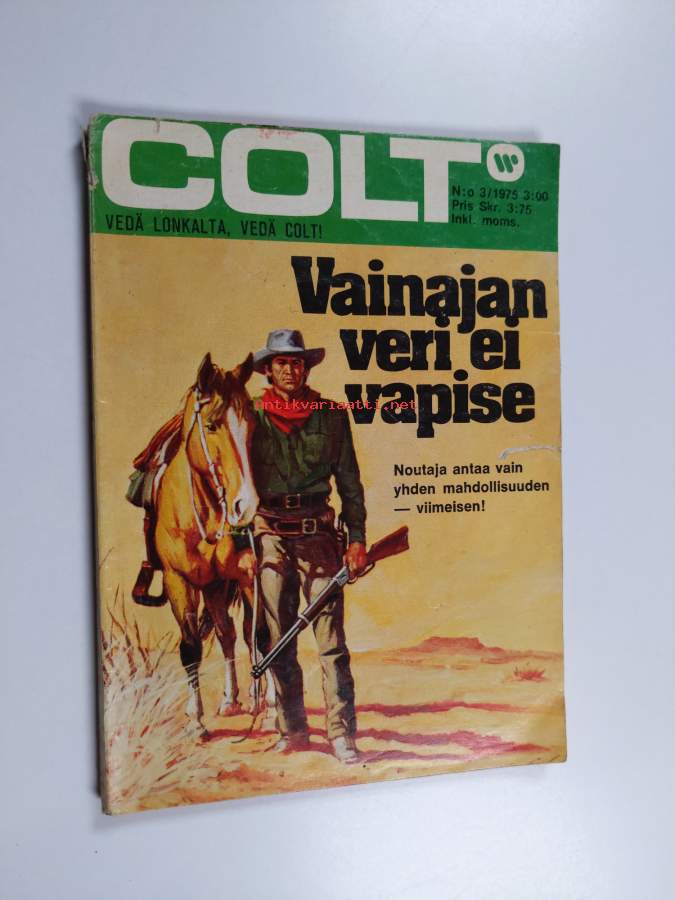 COLT
N:o 3/1975 3:00
Pris Skr. 3:75
Inkl. moms.
VEDÄ LONKALTA, VEDÄ COLT!
Vainajan
veri ei
vapise
antikvariaatti.net
Noutaja antaa vain
yhden mahdollisuuden
— viimeisen!